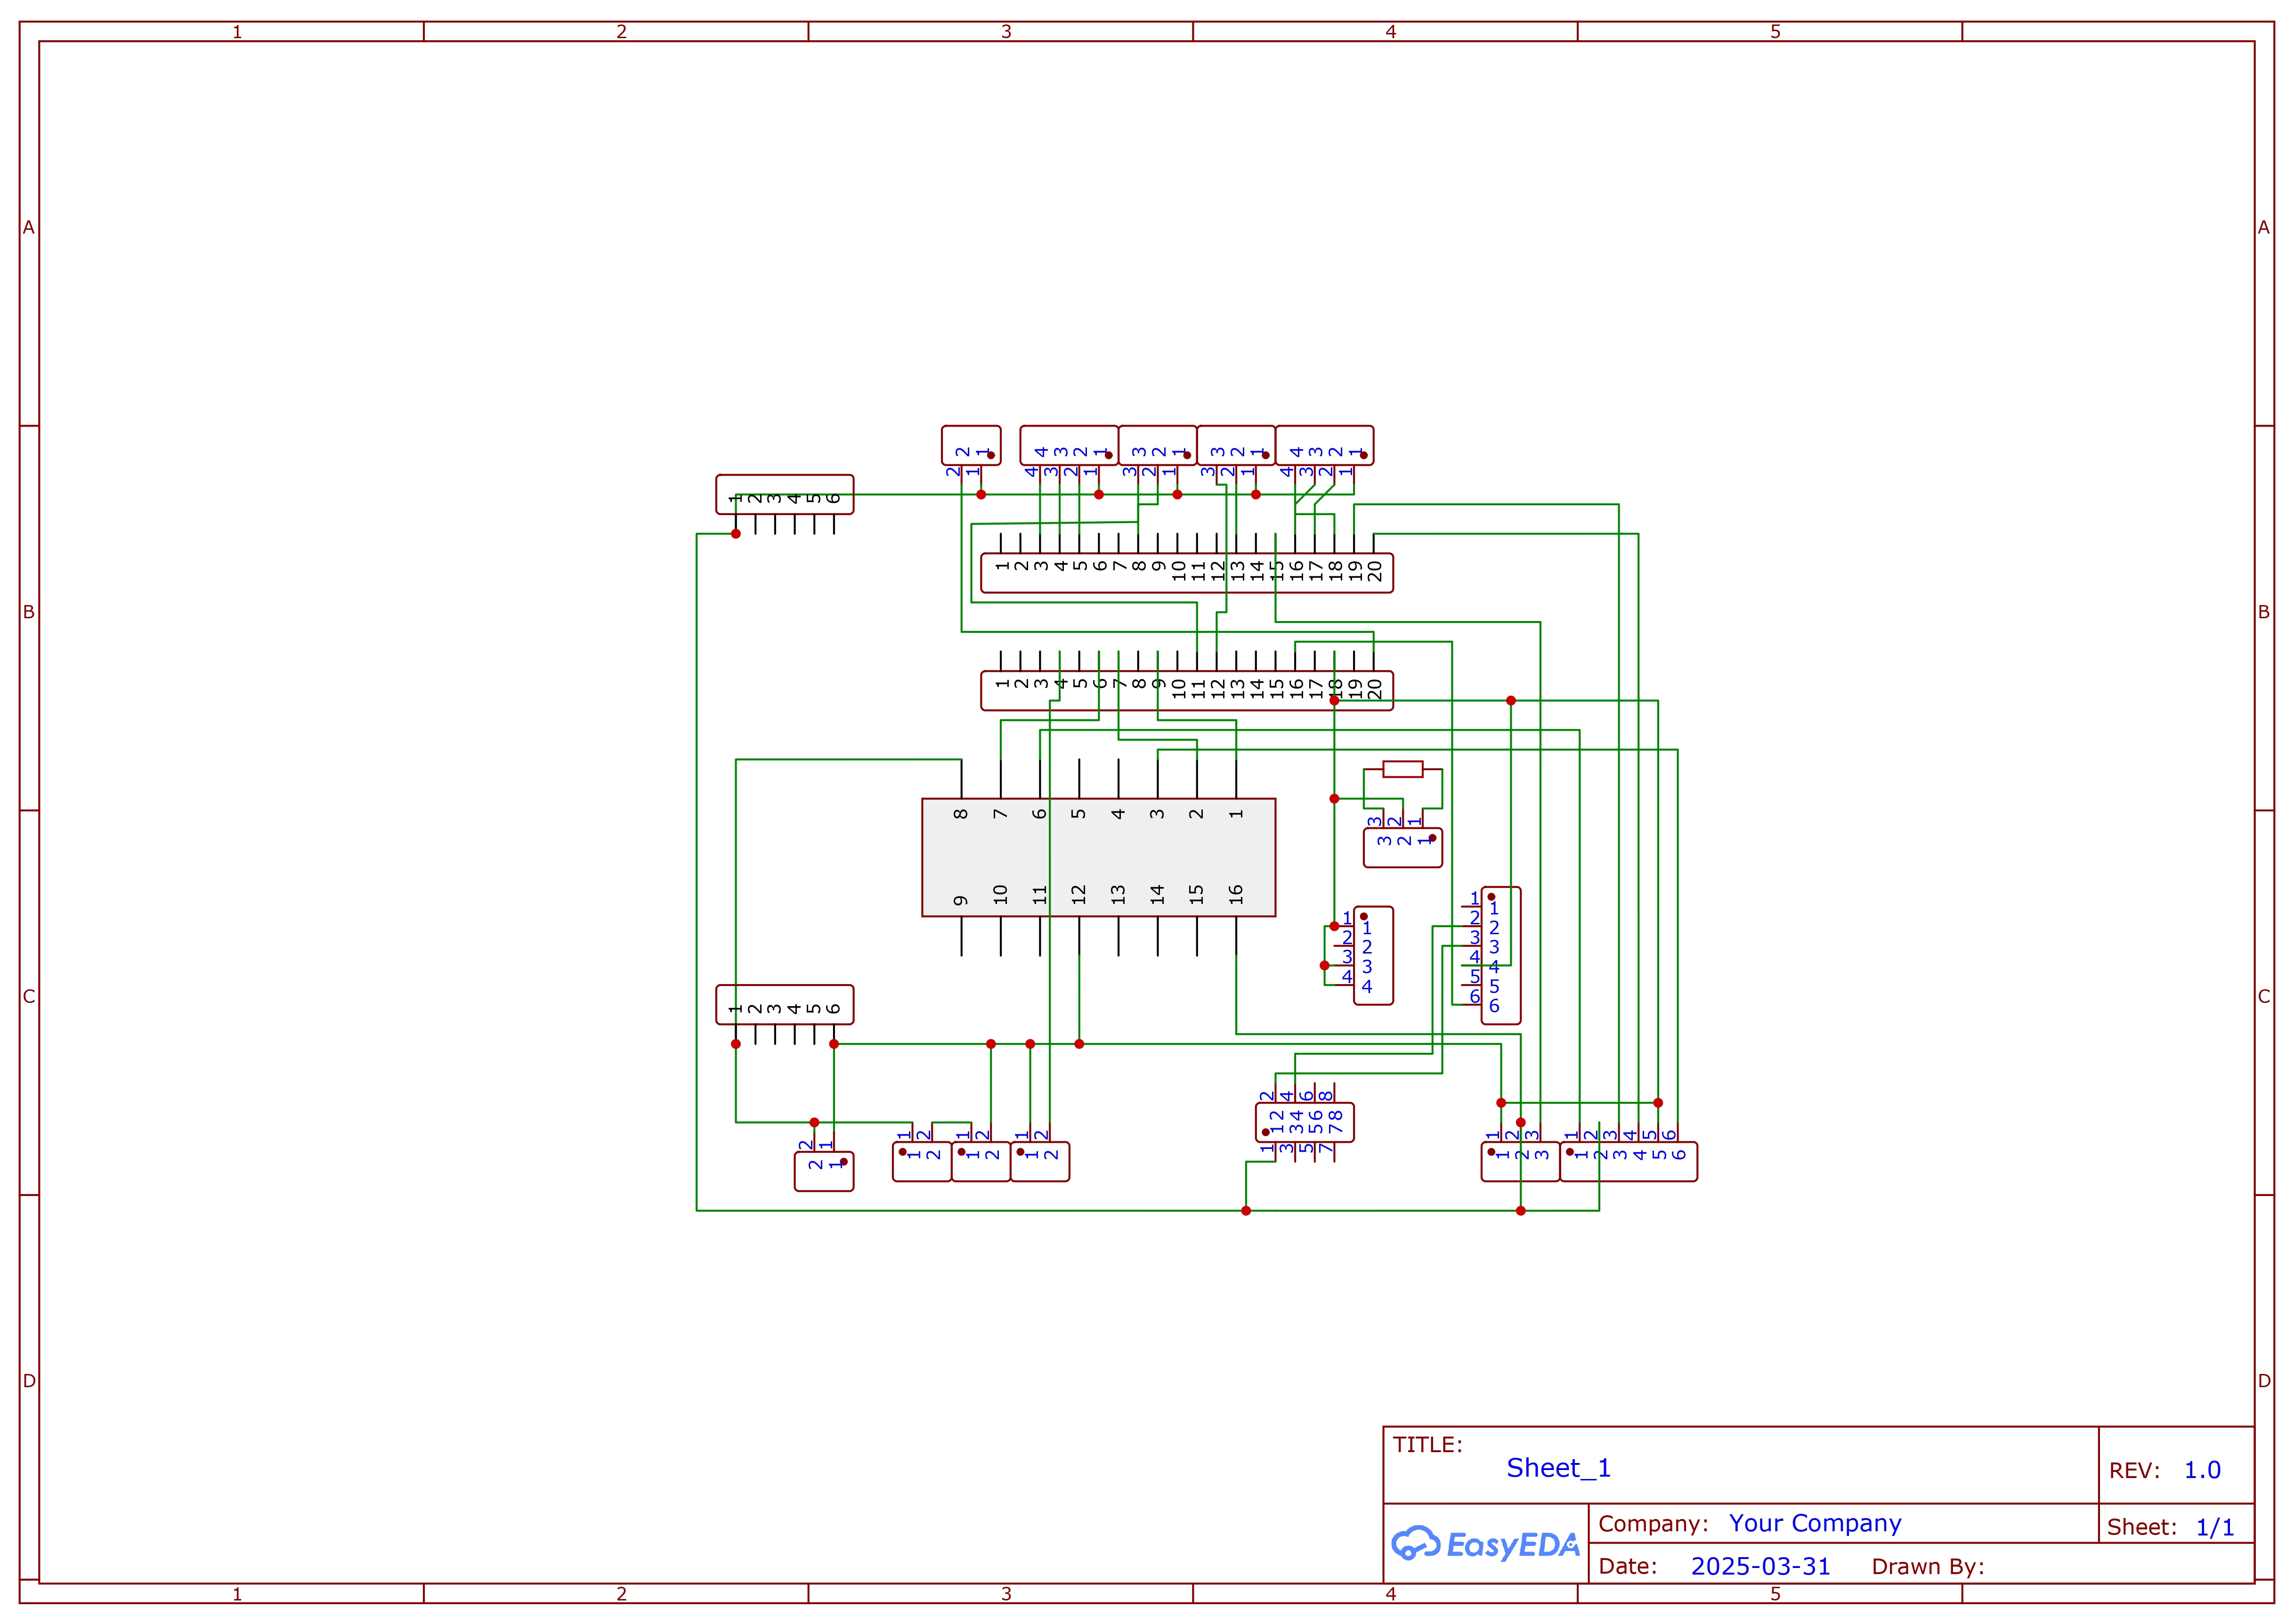 1 2 3 4 5
A A
2 1 4 3 2 1 3 2 1 3 2 1 4 3 2 1
2 1 4 3 2 1 3 2 1 3 2 1 4 3 2 1
1 2 3 4 5 6
1 2 3 4 5 6 7 8 9 10 11 12 13 14 15 16 17 18 19 20
B B
1 2 3 4 5 6 7 8 9 10 11 12 13 14 15 16 17 18 19 20
8 7 6 5 4 3 2 1
3 2 1
3 2 1
9 10 11 12 13 14 15 16
1 2 3 4
1 2 3 4
1 2 3 4 5 6
1 2 3 4 5 6
C C
1 2 3 4 5 6
2 4 6 8
1 2 3 4 5 6 7 8
1 3 5 7
2 1
2 1
1 2 1 2 1 2
1 2 1 2 1 2
1 2 3 1 2 3 4 5 6
1 2 3 1 2 3 4 5 6
D D
TITLE:
Sheet_1
REV: 1.0
EasyEDA
Company: Your Company
Sheet: 1/1
Date: 2025-03-31 Drawn By:
1 2 3 4 5